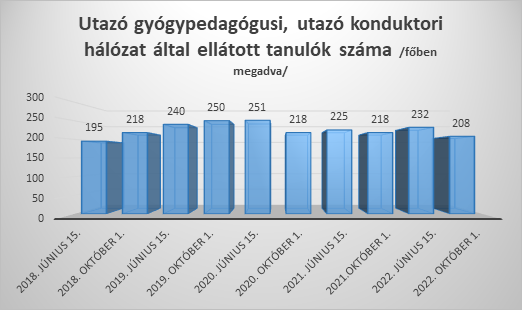 Utazó gyógypedagógusi, utazó konduktori
hálózat által ellátott tanulók száma /főben
megadva/
300
250
200
150
100
50
0
195
218
240
250
251
218
225
218
232
208
2018. JÚNIUS 15.
2018. OKTÓBER 1.
2019. JÚNIUS 15.
2019. OKTÓBER 1.
2020. JÚNIUS 15.
2020. OKTÓBER 1.
2021. JÚNIUS 15.
2021.OKTÓBER 1.
2022. JÚNIUS 15.
2022. OKTÓBER 1.